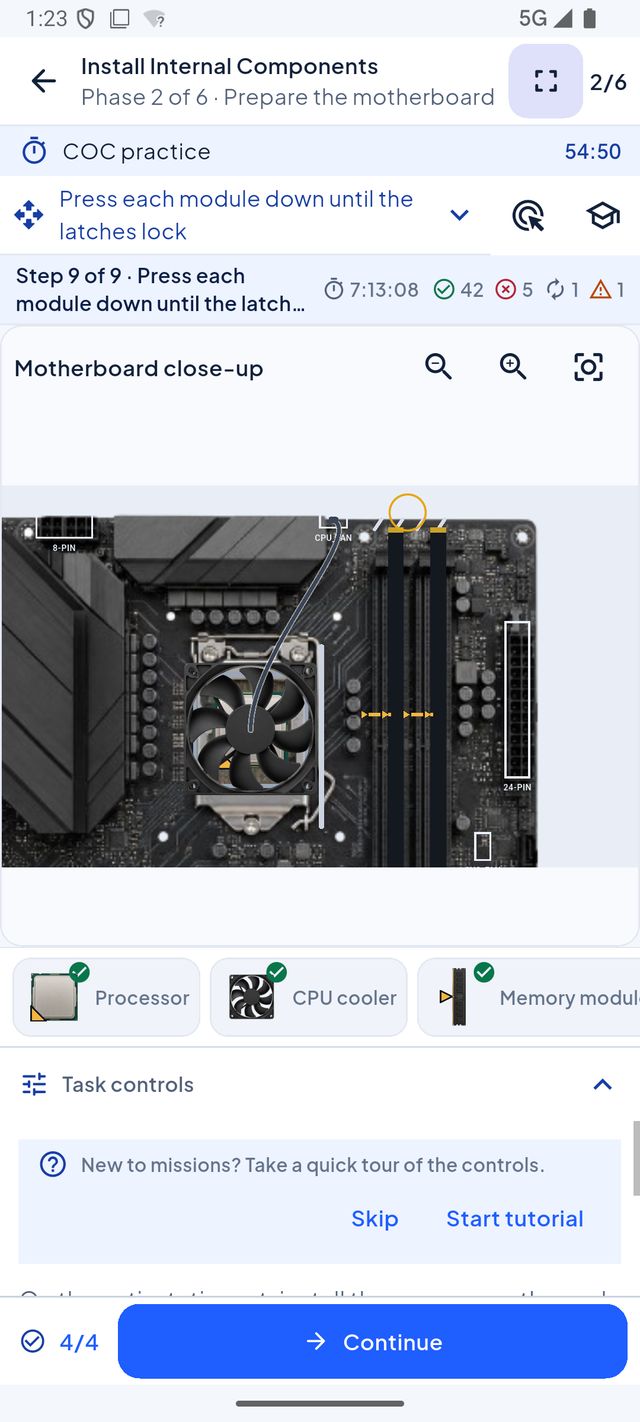 1:23
5G
Install Internal Components
Phase 2 of 6 · Prepare the motherboard
2/6
COC practice
54:50
Press each module down until the
latches lock
Step 9 of 9 · Press each
module down until the latch…
7:13:08
42
5
1
1
Motherboard close-up
8-PIN
24-PIN
Processor
CPU cooler
Memory
Task controls
New to missions? Take a quick tour of the controls.
Skip
Start tutorial
4/4
Continue